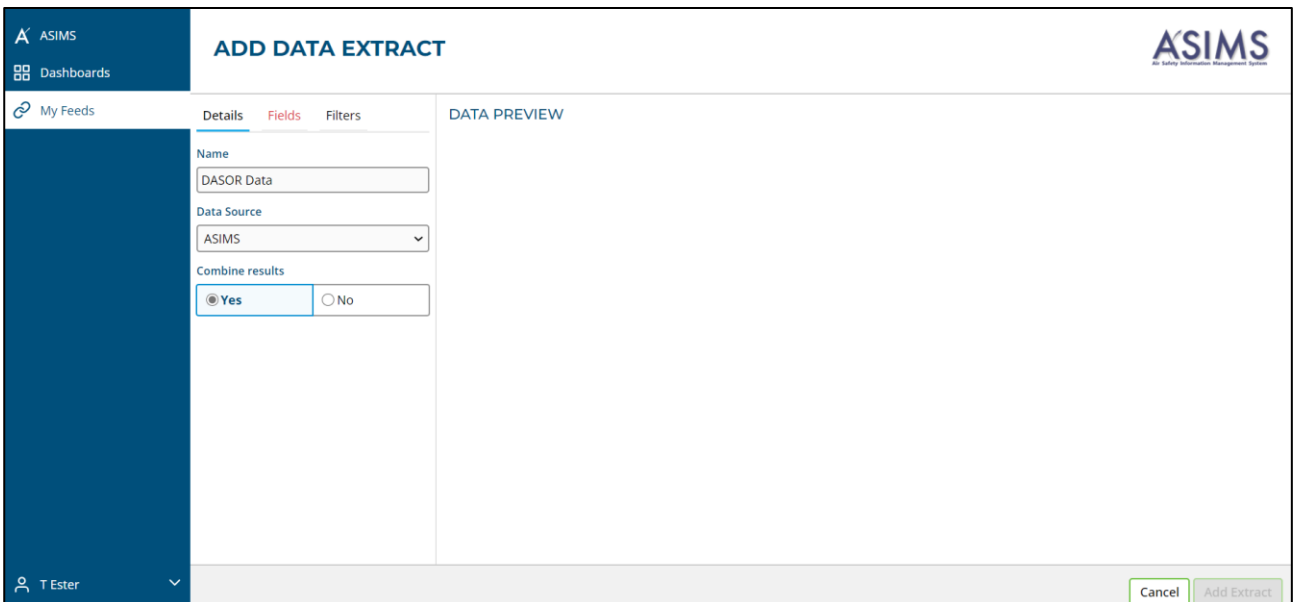 ASIMS
Dashboards
My Feeds
T Ester
ADD DATA EXTRACT
ASIMS
Air Safety Information Management System
Details Fields Filters
Name
DASOR Data
Data Source
ASIMS
Combine results
Yes No
DATA PREVIEW
Cancel Add Extract